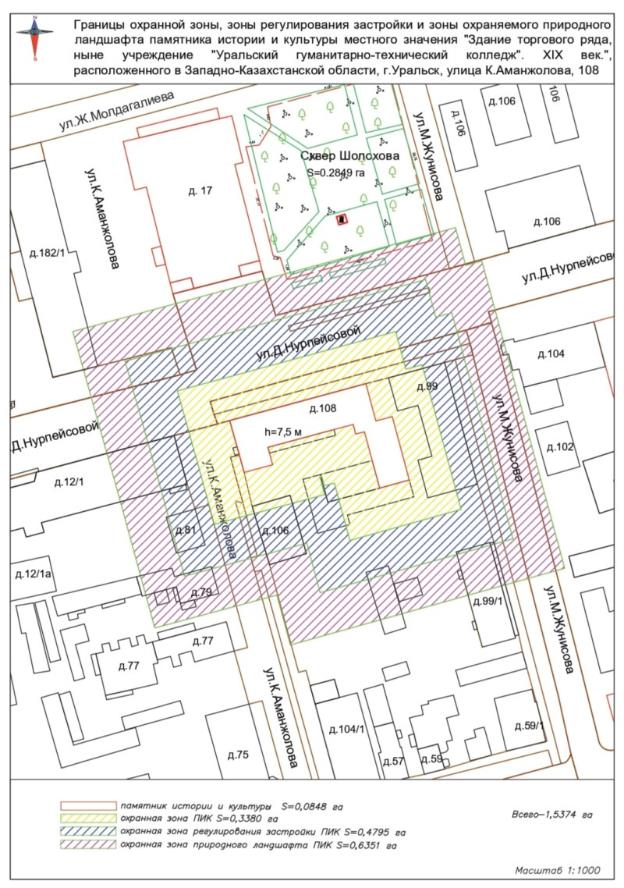 Границы охранной зоны, зоны регулирования застройки и зоны охраняемого природного
ландшафта памятника истории и культуры местного значения "Здание торгового ряда,
ныне учреждение "Уральский гуманитарно-технический колледж". XIX век.",
расположенного в Западно-Казахстанской области, г.Уральск, улица К.Аманжолова, 108
ул.Ж.Молдагалиева
ул.М.Жунисова
д.106
д.106
106
Сквер Шолохова
S=0.2849 га
ул.К.Аманжолова
д. 17
д.182/1
д.106
ул.Д.Нурпейсово
ул.Д.Нурпейсовой
д.104
д.99
ул.М.Жунисова
д.108
h=7,5 м
Д.Нурпейсовой
д.102
д.12/1
ул.К.Аманжолова
д.81
д.106
д.12/1а
д.79
д.99/1
ул.М.Жунисова
д.77
д.77
ул.К.Аманжолова
д.104/1
д.59/1
д.75
д.57
д.59
памятник истории и культуры S=0,0848 га
охранная зона ПИК S=0,3380 га
охранная зона регулирования застройки ПИК S=0,4795 га
охранная зона природного ландшафта ПИК S=0,6351 га
Всего-1,5374 га
Масштаб 1:1000